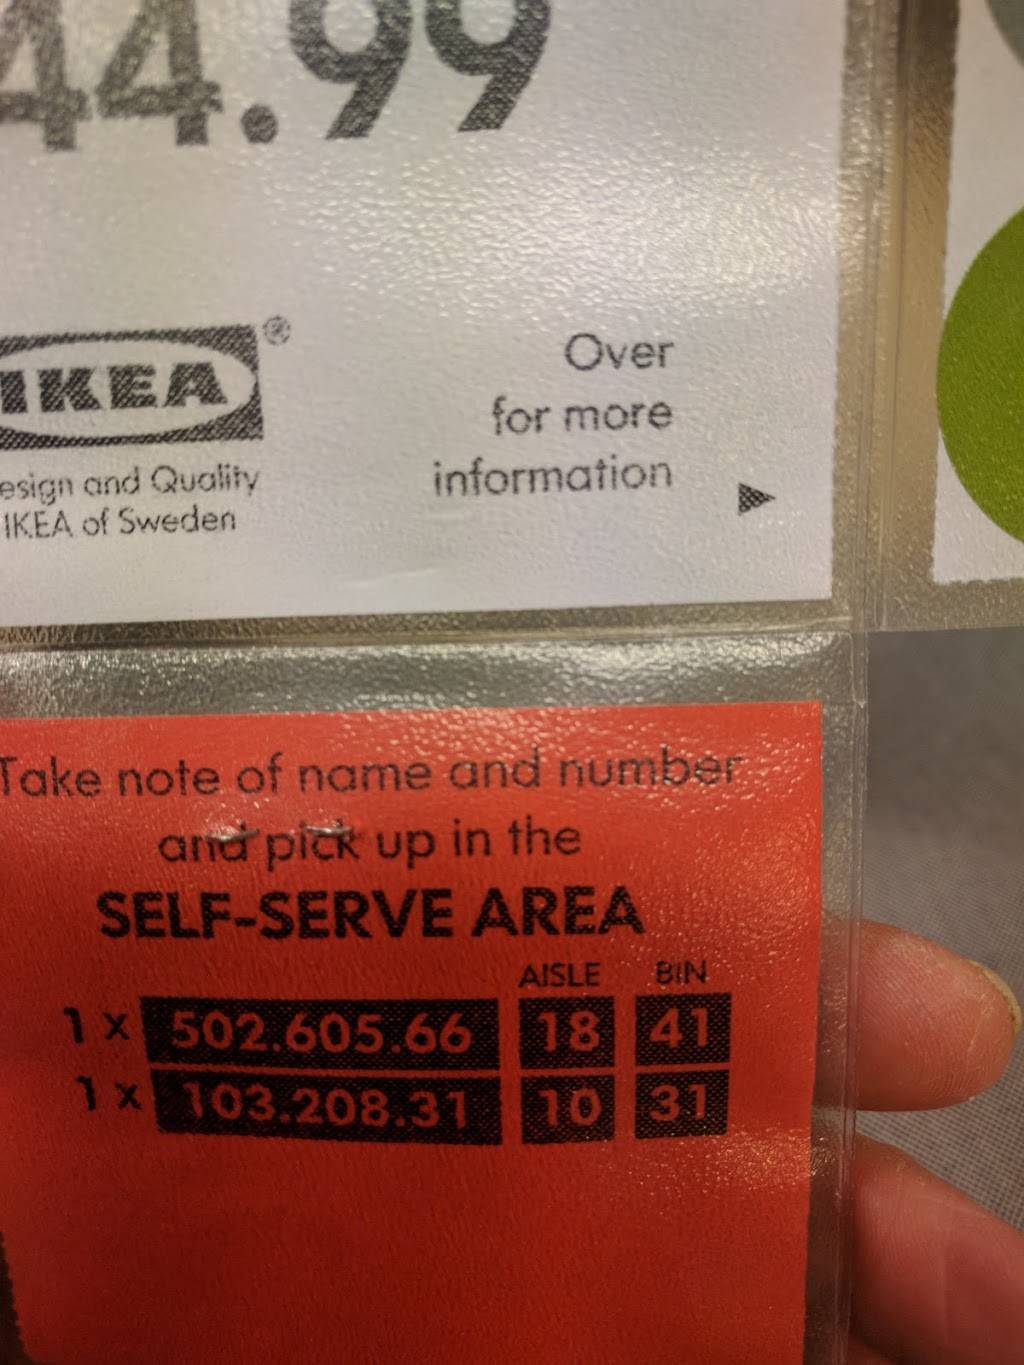 44.99
IKEA®
esign and Quality
IKEA of Sweden
Over
for more
information
Take note of name and number
and pick up in the
SELF-SERVE AREA
AISLE BIN
1 x 502.605.66 18 41
1 x 103.208.31 10 31